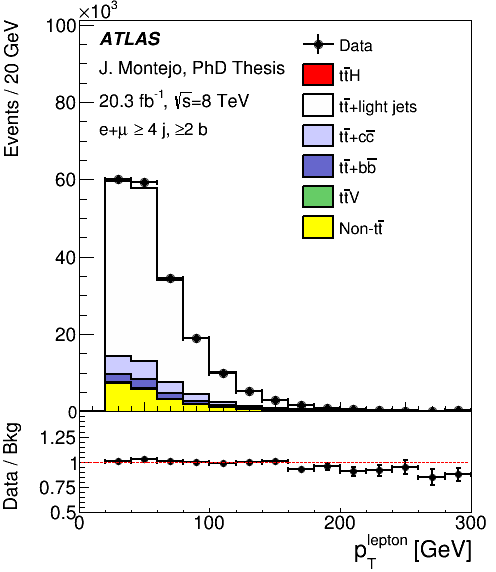 ×10³
Events / 20 GeV
100
80
60
40
20
0
ATLAS
J. Montejo, PhD Thesis
20.3 fb⁻¹, √s=8 TeV
e+μ ≥ 4 j, ≥2 b
Data
tt̅H
tt̅+light jets
tt̅+cc̅
tt̅+bb̅
tt̅V
Non-tt̅
Data / Bkg
1.25
1
0.75
0.5
0 100 200 300
p_T^lepton [GeV]